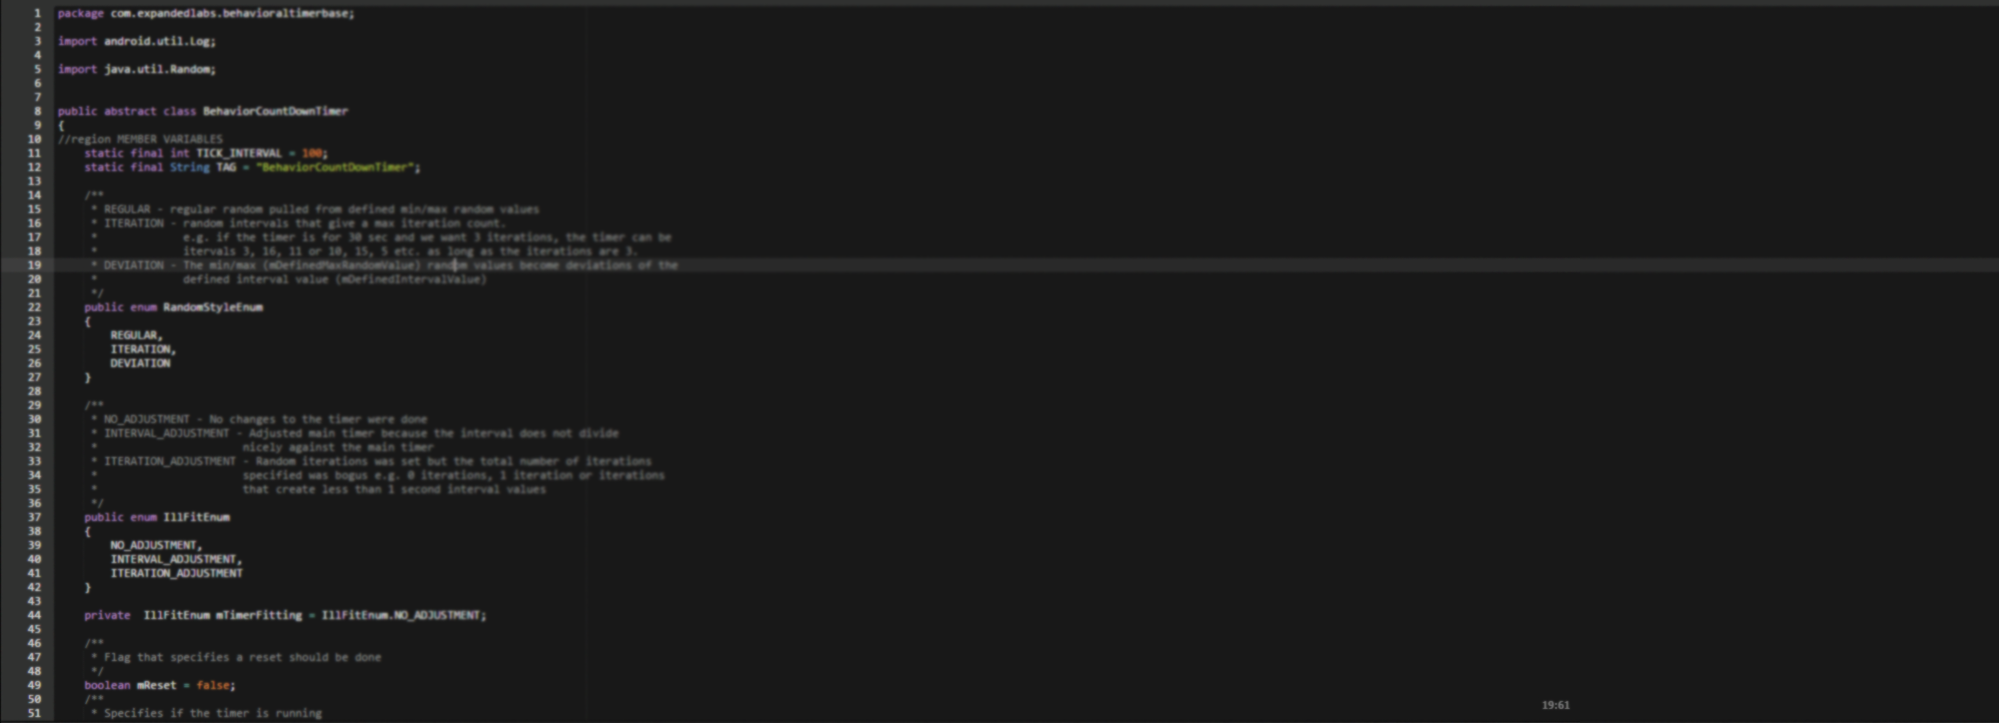 1 package com.expandedlabs.behavioraltimerbase;
2
3 import android.util.Log;
4
5 import java.util.Random;
6
7
8 public abstract class BehaviorCountDownTimer
9 {
10 //region MEMBER VARIABLES
11     static final int TICK_INTERVAL = 100;
12     static final String TAG = "BehaviorCountDownTimer";
13
14     /**
15      * REGULAR - regular random pulled from defined min/max random values
16      * ITERATION - random intervals that give a max iteration count.
17      *             e.g. if the timer is for 30 sec and we want 3 iterations, the timer can be
18      *             itervals 3, 16, 11 or 10, 15, 5 etc. as long as the iterations are 3.
19      * DEVIATION - The min/max (mDefinedMaxRandomValue) random values become deviations of the
20      *             defined interval value (mDefinedIntervalValue)
21      */
22     public enum RandomStyleEnum
23     {
24         REGULAR,
25         ITERATION,
26         DEVIATION
27     }
28
29     /**
30      * NO_ADJUSTMENT - No changes to the timer were done
31      * INTERVAL_ADJUSTMENT - Adjusted main timer because the interval does not divide
32      *                      nicely against the main timer
33      * ITERATION_ADJUSTMENT - Random iterations was set but the total number of iterations
34      *                      specified was bogus e.g. 0 iterations, 1 iteration or iterations
35      *                      that create less than 1 second interval values
36      */
37     public enum IllFitEnum
38     {
39         NO_ADJUSTMENT,
40         INTERVAL_ADJUSTMENT,
41         ITERATION_ADJUSTMENT
42     }
43
44     private  IllFitEnum mTimerFitting = IllFitEnum.NO_ADJUSTMENT;
45
46     /**
47      * Flag that specifies a reset should be done
48      */
49     boolean mReset = false;
50     /**
51      * Specifies if the timer is running
19:61